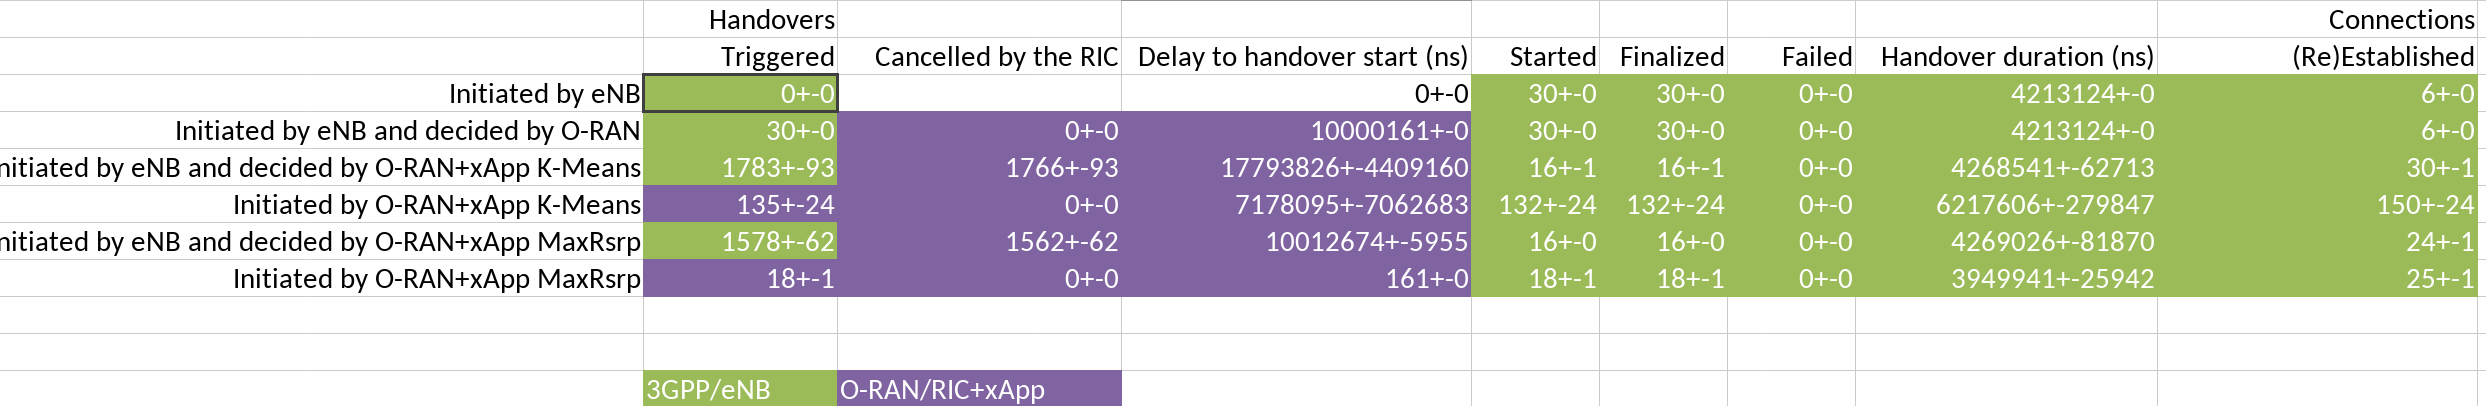 Handovers Connections
Triggered Cancelled by the RIC Delay to handover start (ns) Started Finalized Failed Handover duration (ns) (Re)Established
Initiated by eNB 0+-0 0+-0 30+-0 30+-0 0+-0 4213124+-0 6+-0
Initiated by eNB and decided by O-RAN 30+-0 0+-0 10000161+-0 30+-0 30+-0 0+-0 4213124+-0 6+-0
nitiated by eNB and decided by O-RAN+xApp K-Means 1783+-93 1766+-93 17793826+-4409160 16+-1 16+-1 0+-0 4268541+-62713 30+-1
Initiated by O-RAN+xApp K-Means 135+-24 0+-0 7178095+-7062683 132+-24 132+-24 0+-0 6217606+-279847 150+-24
nitiated by eNB and decided by O-RAN+xApp MaxRsrp 1578+-62 1562+-62 10012674+-5955 16+-0 16+-0 0+-0 4269026+-81870 24+-1
Initiated by O-RAN+xApp MaxRsrp 18+-1 0+-0 161+-0 18+-1 18+-1 0+-0 3949941+-25942 25+-1
3GPP/eNB O-RAN/RIC+xApp